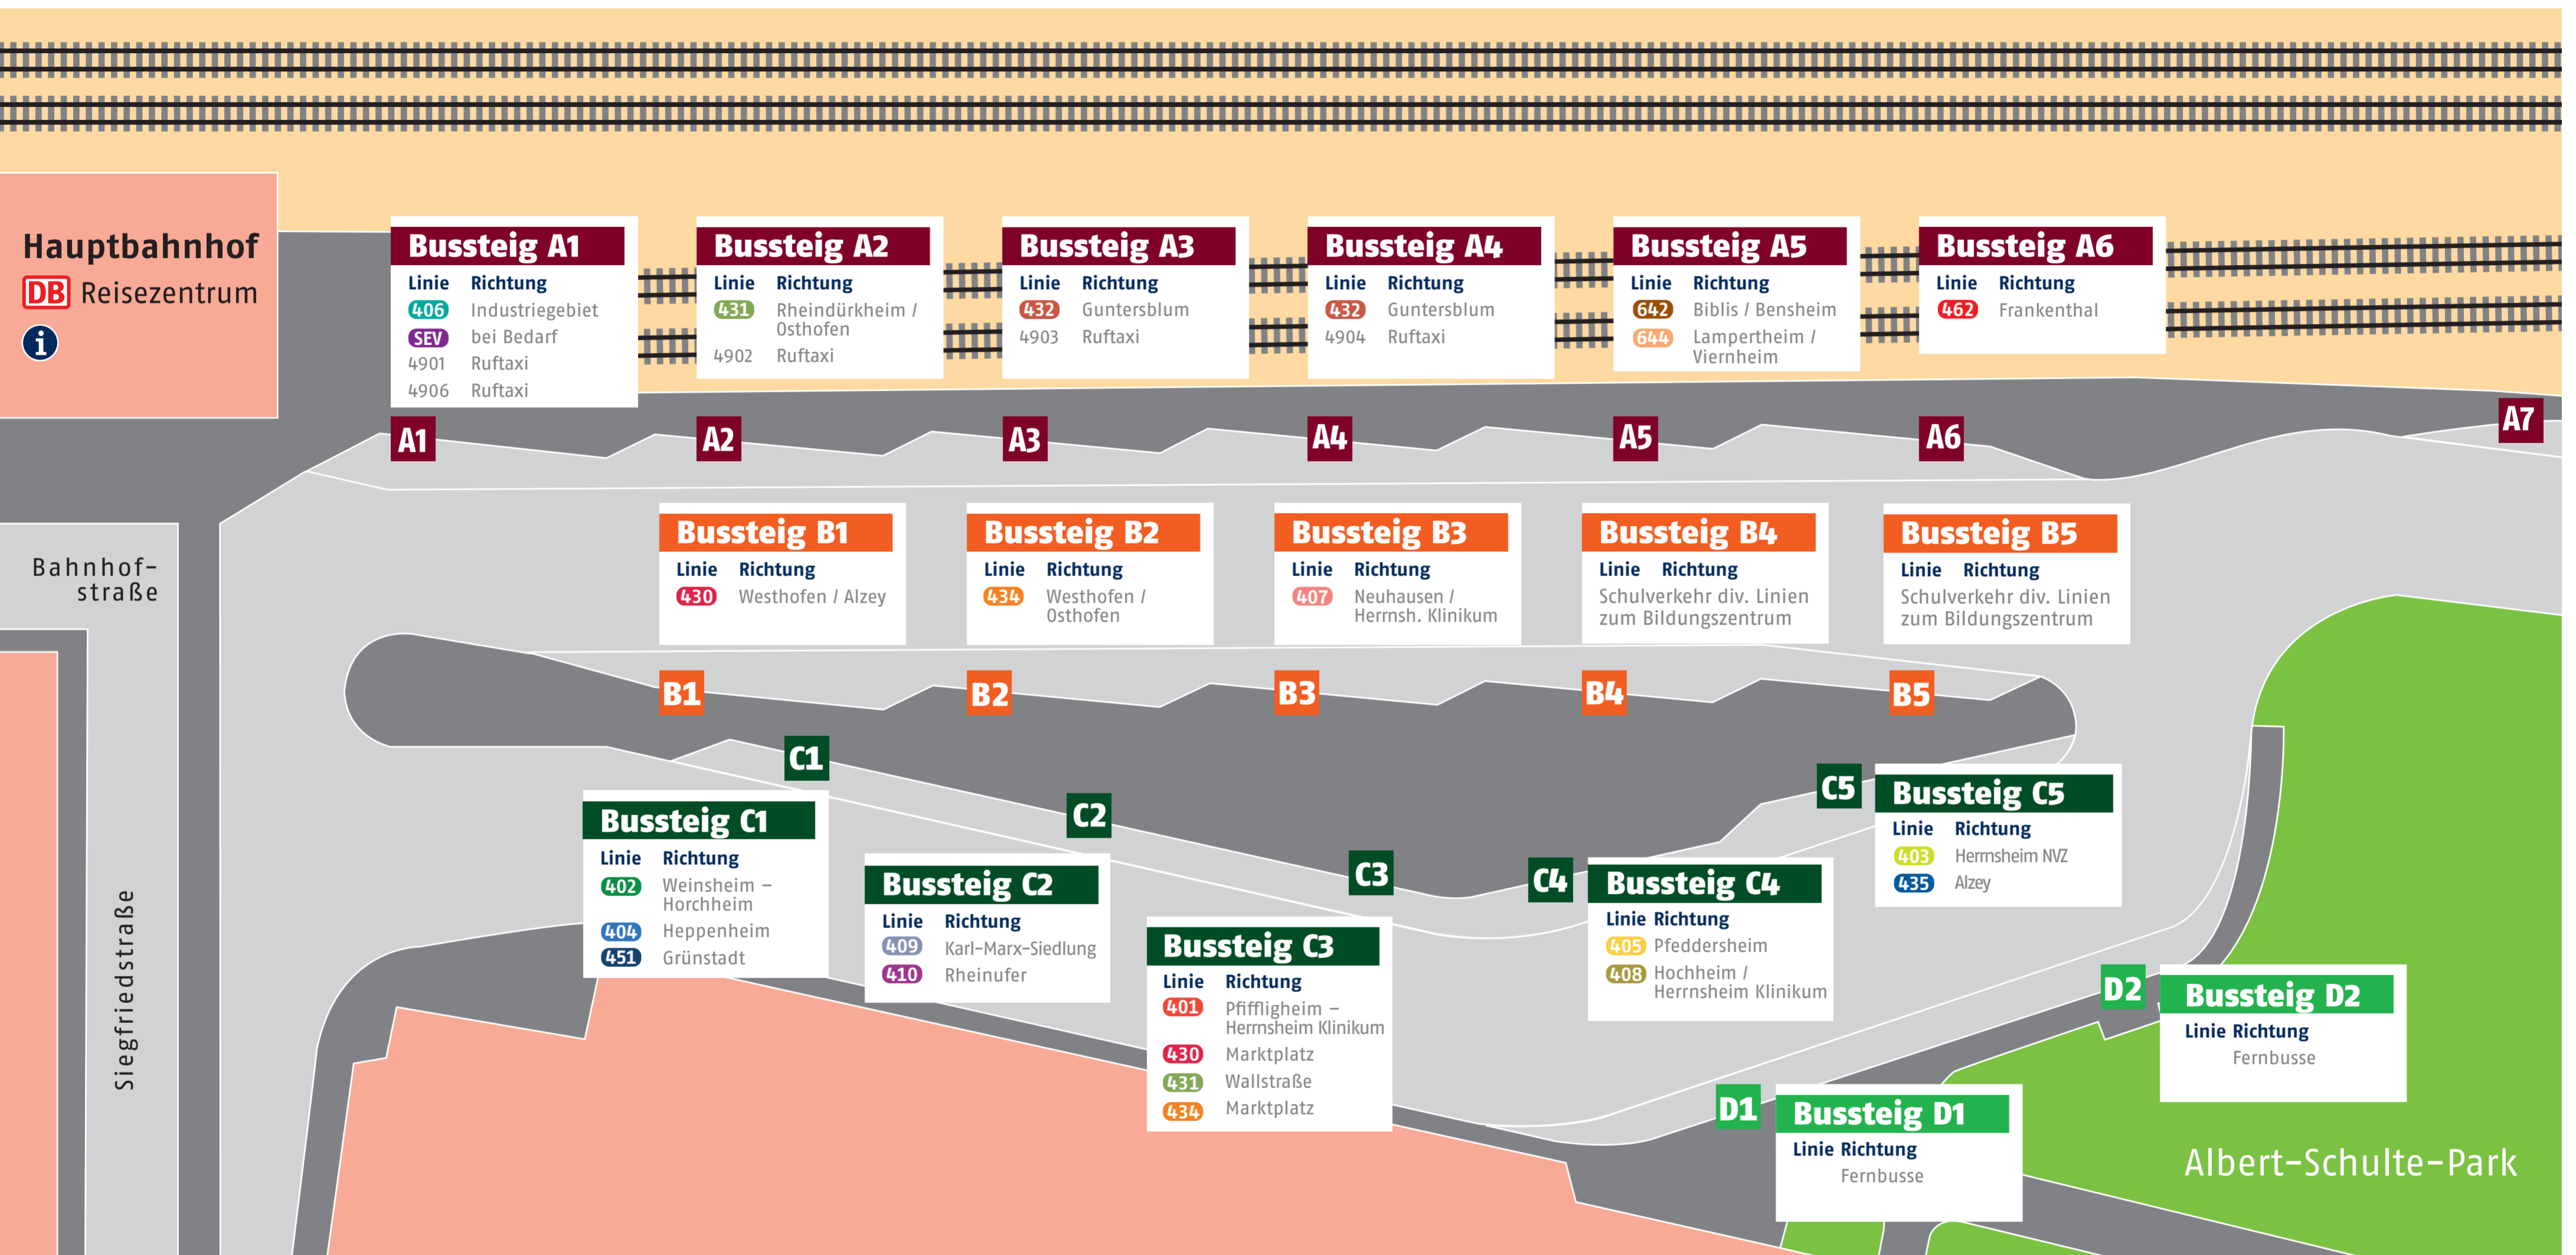 Hauptbahnhof
DB Reisezentrum
i
Bussteig A1
Linie Richtung
406 Industriegebiet
SEV bei Bedarf
4901 Ruftaxi
4906 Ruftaxi
Bussteig A2
Linie Richtung
431 Rheindürkheim /
Osthofen
4902 Ruftaxi
Bussteig A3
Linie Richtung
432 Guntersblum
4903 Ruftaxi
Bussteig A4
Linie Richtung
432 Guntersblum
4904 Ruftaxi
Bussteig A5
Linie Richtung
642 Biblis / Bensheim
644 Lampertheim /
Viernheim
Bussteig A6
Linie Richtung
462 Frankenthal
A1
A2
A3
A4
A5
A6
A7
Bahnhof-
straße
Siegfriedstraße
Bussteig B1
Linie Richtung
430 Westhofen / Alzey
Bussteig B2
Linie Richtung
434 Westhofen /
Osthofen
Bussteig B3
Linie Richtung
407 Neuhausen /
Herrnsh. Klinikum
Bussteig B4
Linie Richtung
Schulverkehr div. Linien
zum Bildungszentrum
Bussteig B5
Linie Richtung
Schulverkehr div. Linien
zum Bildungszentrum
B1
B2
B3
B4
B5
C1
C2
C3
C4
C5
Bussteig C1
Linie Richtung
402 Weinsheim –
Horchheim
404 Heppenheim
451 Grünstadt
Bussteig C2
Linie Richtung
409 Karl-Marx-Siedlung
410 Rheinufer
Bussteig C3
Linie Richtung
401 Pfiffligheim –
Herrnsheim Klinikum
430 Marktplatz
431 Wallstraße
434 Marktplatz
Bussteig C4
Linie Richtung
405 Pfeddersheim
408 Hochheim /
Herrnsheim Klinikum
Bussteig C5
Linie Richtung
403 Herrnsheim NVZ
435 Alzey
D2
Bussteig D2
Linie Richtung
Fernbusse
D1
Bussteig D1
Linie Richtung
Fernbusse
Albert-Schulte-Park